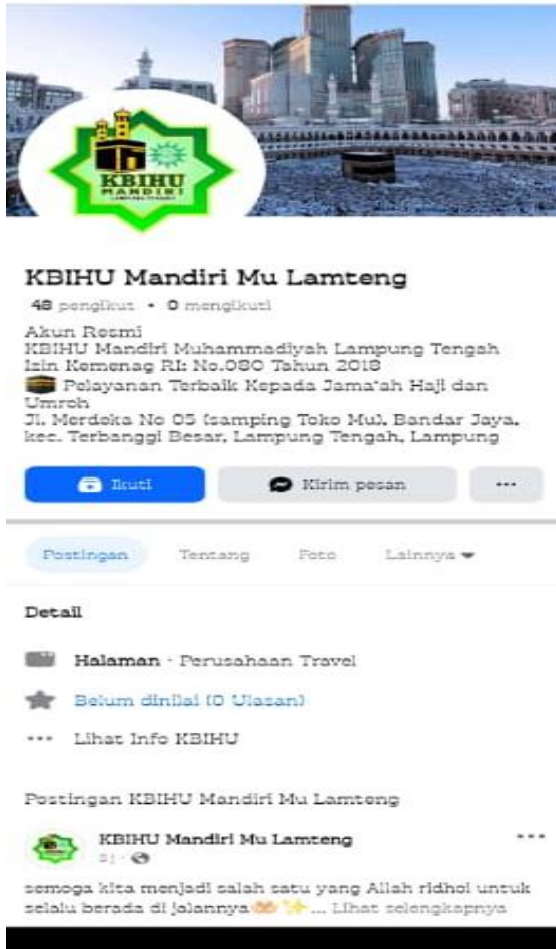 KBIHU
MANDIRI
LAMPUNG TENGAH
KBIHU Mandiri Mu Lamteng
48 pengikut • 0 mengikuti
Akun Resmi
KBIHU Mandiri Muhammadiyah Lampung Tengah
Izin Kemenag RI: No.080 Tahun 2018
🕋 Pelayanan Terbaik Kepada Jama'ah Haji dan
Umroh
Jl. Merdeka No 05 (samping Toko Mu), Bandar Jaya,
kec. Terbanggi Besar, Lampung Tengah, Lampung
Ikuti
Kirim pesan
Postingan
Tentang
Foto
Lainnya
Detail
Halaman · Perusahaan Travel
Belum dinilai (0 Ulasan)
Lihat Info KBIHU
Postingan KBIHU Mandiri Mu Lamteng
KBIHU Mandiri Mu Lamteng
semoga kita menjadi salah satu yang Allah ridhoi untuk
selalu berada di jalannya🫶✨... Lihat selengkapnya